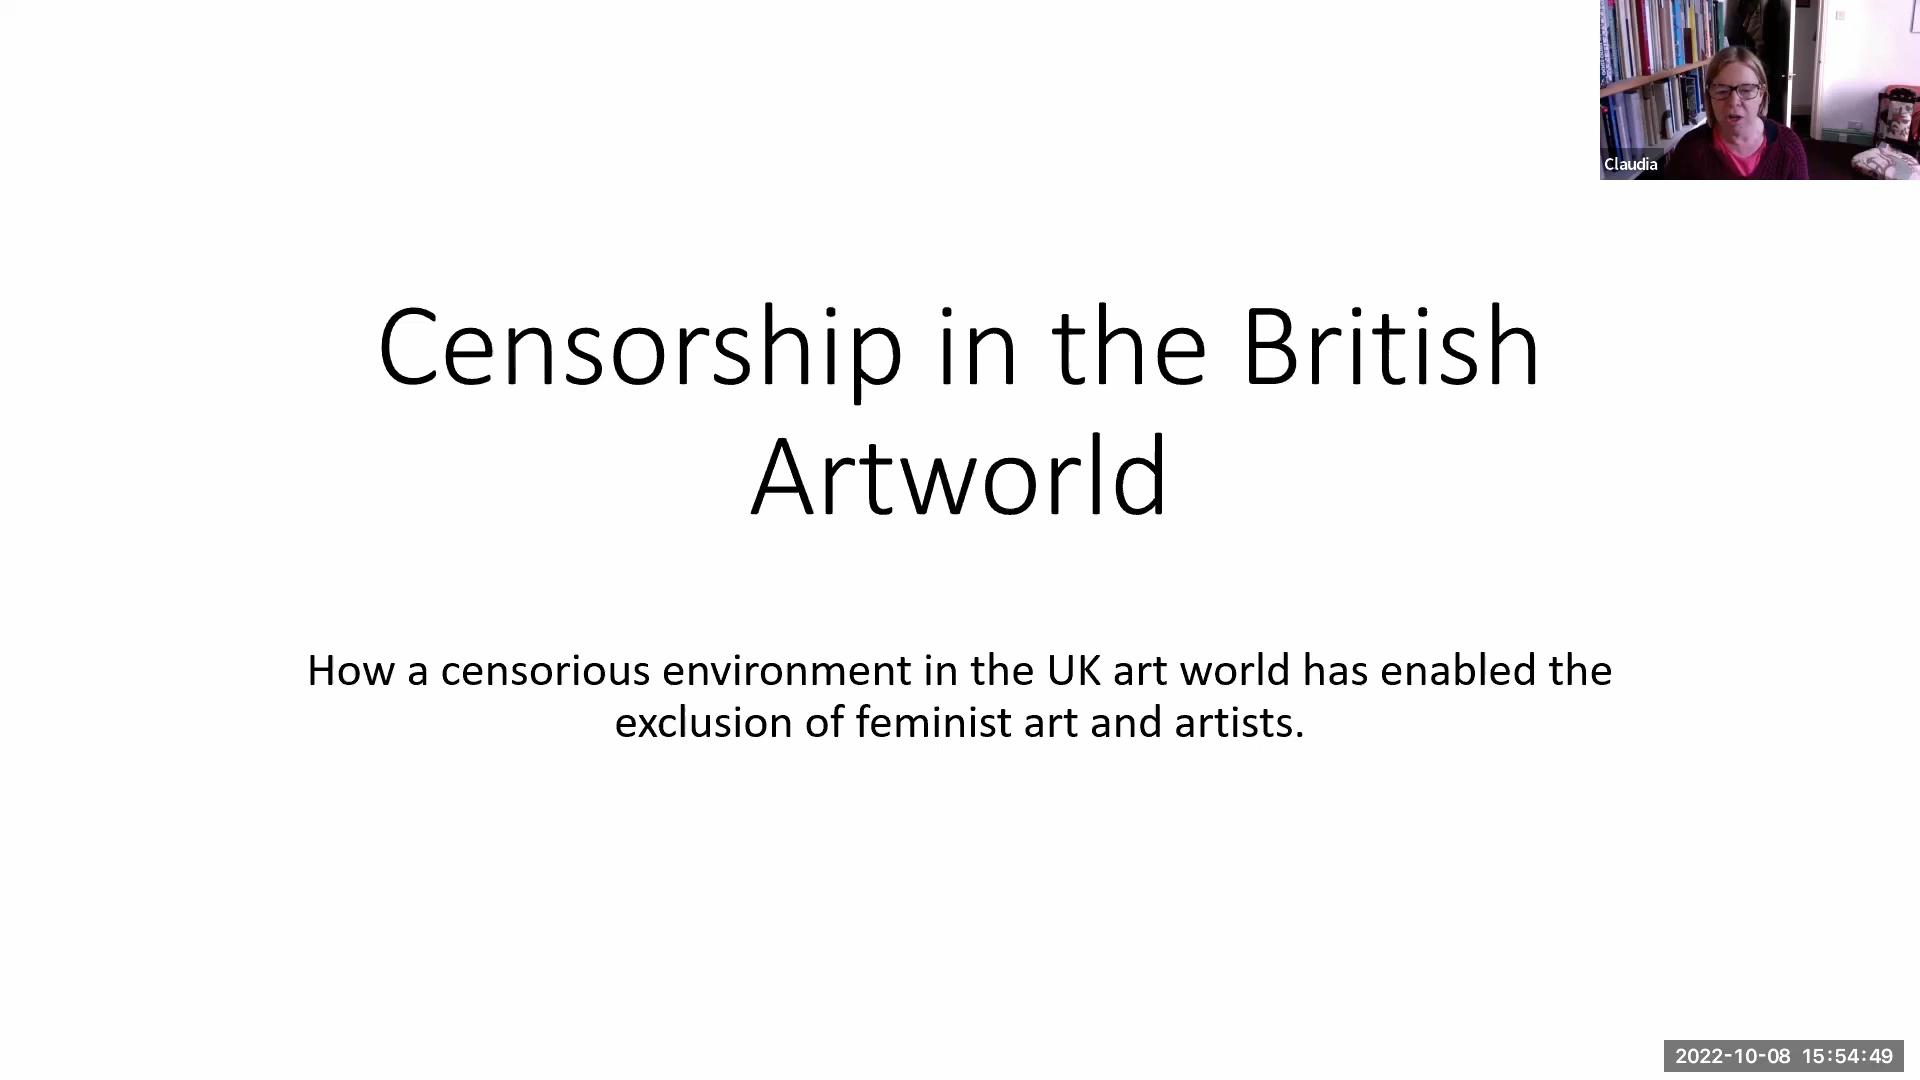 Claudia
Censorship in the British
Artworld
How a censorious environment in the UK art world has enabled the
exclusion of feminist art and artists.
2022-10-08 15:54:49